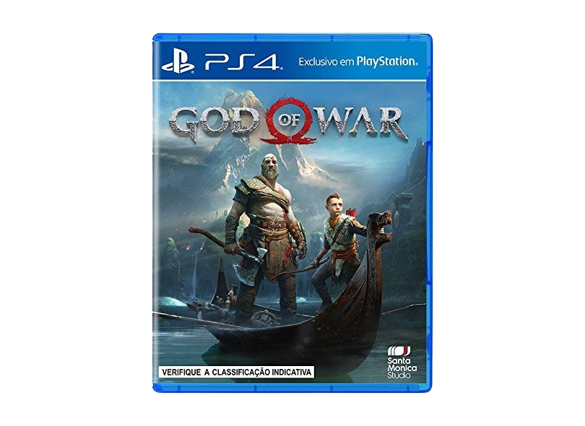 PS4
Exclusivo em PlayStation®
GOD OF WAR
VERIFIQUE A CLASSIFICAÇÃO INDICATIVA
Santa
Monica
Studio